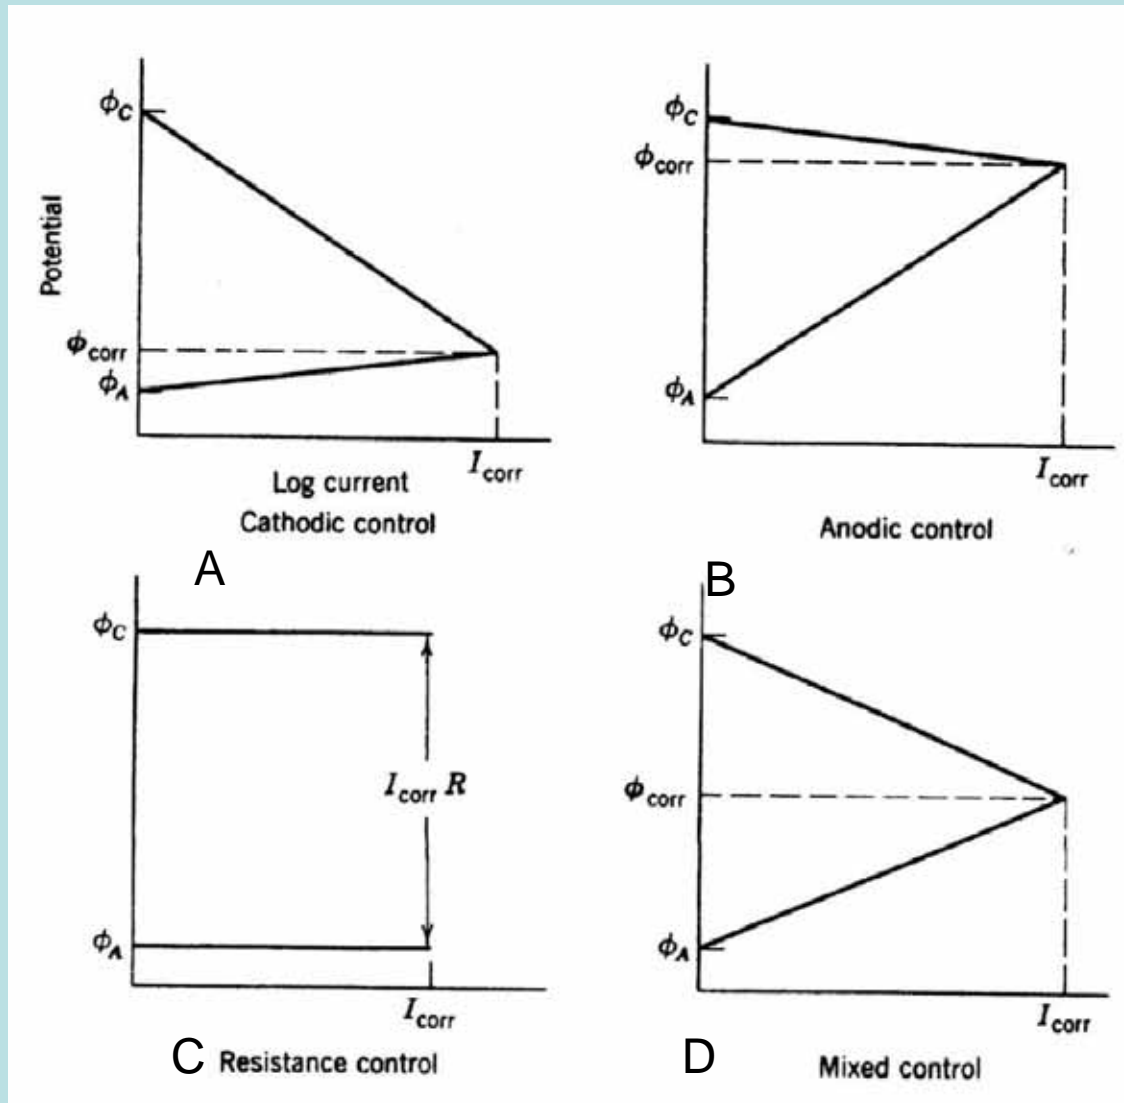 ϕC
Potential
ϕcorr
ϕA
Icorr
Log current
Cathodic control
A
ϕC
ϕcorr
ϕA
Icorr
Anodic control
B
ϕC
Icorr R
ϕA
Icorr
C Resistance control
ϕC
ϕcorr
ϕA
Icorr
D Mixed control